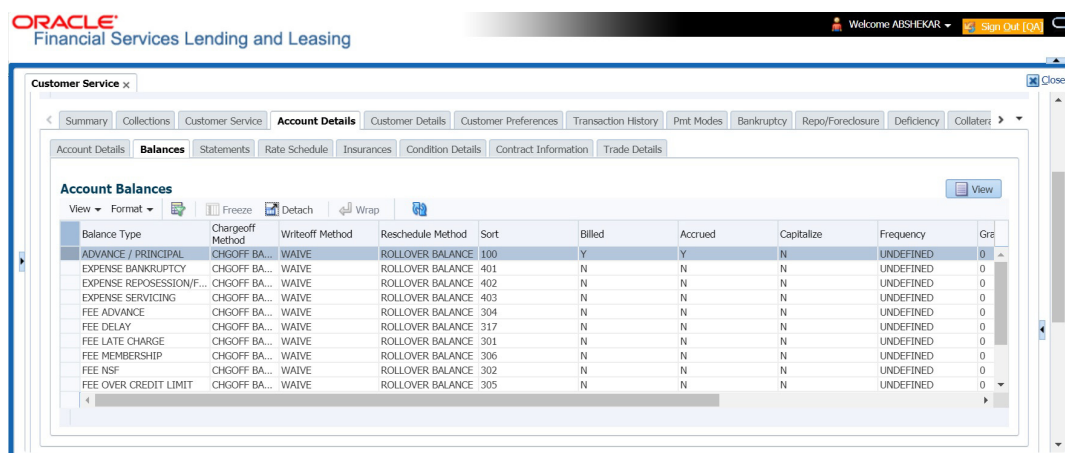 ORACLE
Financial Services Lending and Leasing
Welcome ABSHEKAR
Sign Out [QA]
Customer Service ×
Close
Summary Collections Customer Service Account Details Customer Details Customer Preferences Transaction History Pmt Modes Bankruptcy Repo/Foreclosure Deficiency Collatera
Account Details Balances Statements Rate Schedule Insurances Condition Details Contract Information Trade Details
Account Balances
View
View Format Freeze Detach Wrap
Balance Type Chargeoff Method Writeoff Method Reschedule Method Sort Billed Accrued Capitalize Frequency Gra
ADVANCE / PRINCIPAL CHGOFF BA... WAIVE ROLLOVER BALANCE 100 Y Y N UNDEFINED 0
EXPENSE BANKRUPTCY CHGOFF BA... WAIVE ROLLOVER BALANCE 401 N N N UNDEFINED 0
EXPENSE REPOSESSION/F... CHGOFF BA... WAIVE ROLLOVER BALANCE 402 N N N UNDEFINED 0
EXPENSE SERVICING CHGOFF BA... WAIVE ROLLOVER BALANCE 403 N N N UNDEFINED 0
FEE ADVANCE CHGOFF BA... WAIVE ROLLOVER BALANCE 304 N N N UNDEFINED 0
FEE DELAY CHGOFF BA... WAIVE ROLLOVER BALANCE 317 N N N UNDEFINED 0
FEE LATE CHARGE CHGOFF BA... WAIVE ROLLOVER BALANCE 301 N N N UNDEFINED 0
FEE MEMBERSHIP CHGOFF BA... WAIVE ROLLOVER BALANCE 306 N N N UNDEFINED 0
FEE NSF CHGOFF BA... WAIVE ROLLOVER BALANCE 302 N N N UNDEFINED 0
FEE OVER CREDIT LIMIT CHGOFF BA... WAIVE ROLLOVER BALANCE 305 N N N UNDEFINED 0